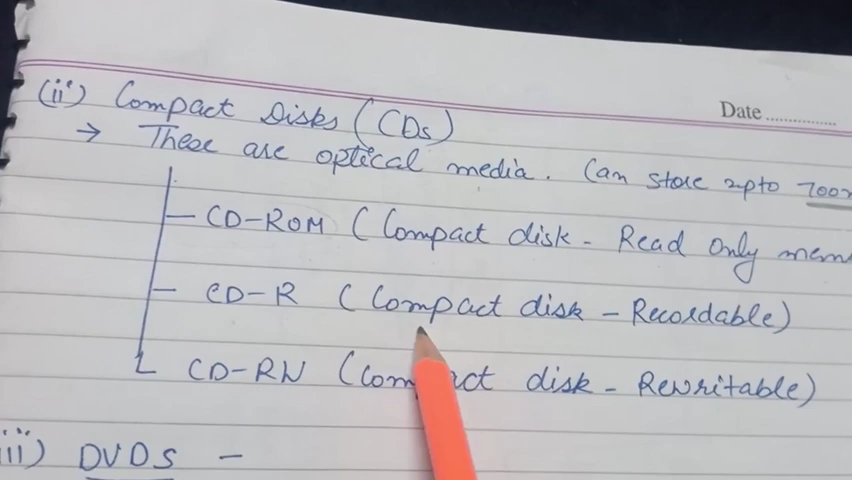 Date ..............
(ii) Compact Disks (CDs)
→ These are optical media. Can store upto
CD-ROM (Compact disk - Read Only
CD-R (Compact disk - Recordable)
CD-RW (Compact disk - Rewritable)
iii) DVDS -